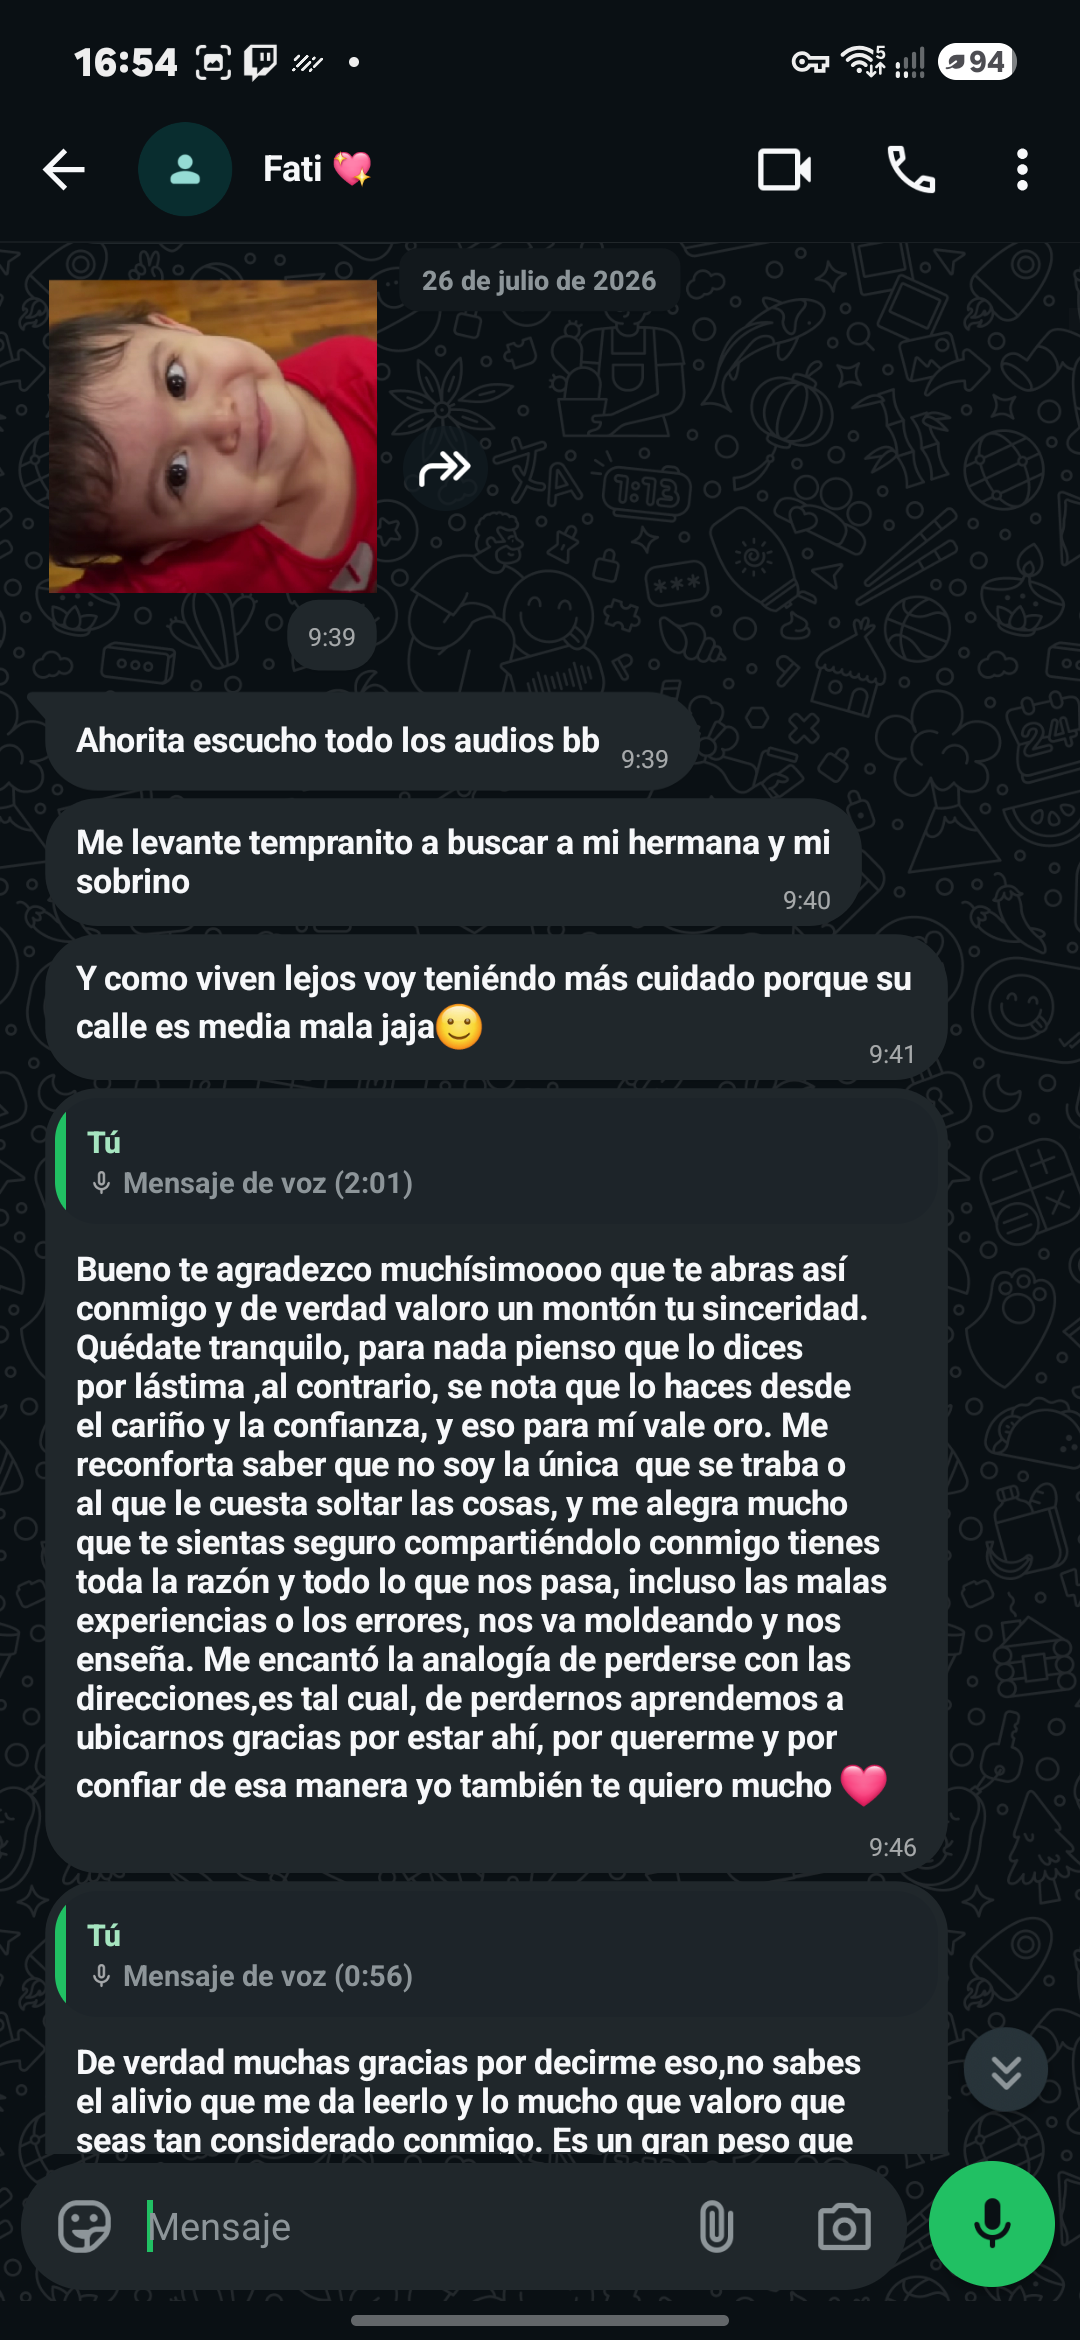 16:54
5
94
Fati
26 de julio de 2026
9:39
Ahorita escucho todo los audios bb
9:39
Me levante tempranito a buscar a mi hermana y mi
sobrino
9:40
Y como viven lejos voy teniéndo más cuidado porque su
calle es media mala jaja🙂
9:41
Tú
Mensaje de voz (2:01)
Bueno te agradezco muchísimoooo que te abras así
conmigo y de verdad valoro un montón tu sinceridad.
Quédate tranquilo, para nada pienso que lo dices
por lástima ,al contrario, se nota que lo haces desde
el cariño y la confianza, y eso para mí vale oro. Me
reconforta saber que no soy la única  que se traba o
al que le cuesta soltar las cosas, y me alegra mucho
que te sientas seguro compartiéndolo conmigo tienes
toda la razón y todo lo que nos pasa, incluso las malas
experiencias o los errores, nos va moldeando y nos
enseña. Me encantó la analogía de perderse con las
direcciones,es tal cual, de perdernos aprendemos a
ubicarnos gracias por estar ahí, por quererme y por
confiar de esa manera yo también te quiero mucho
9:46
Tú
Mensaje de voz (0:56)
De verdad muchas gracias por decirme eso,no sabes
el alivio que me da leerlo y lo mucho que valoro que
seas tan considerado conmigo. Es un gran peso que
Mensaje